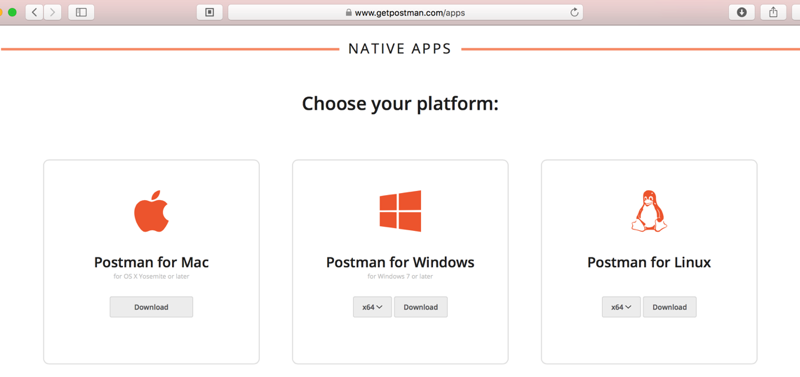 www.getpostman.com/apps
NATIVE APPS
Choose your platform:
Postman for Mac
for OS X Yosemite or later
Download
Postman for Windows
for Windows 7 or later
x64 Download
Postman for Linux
x64 Download